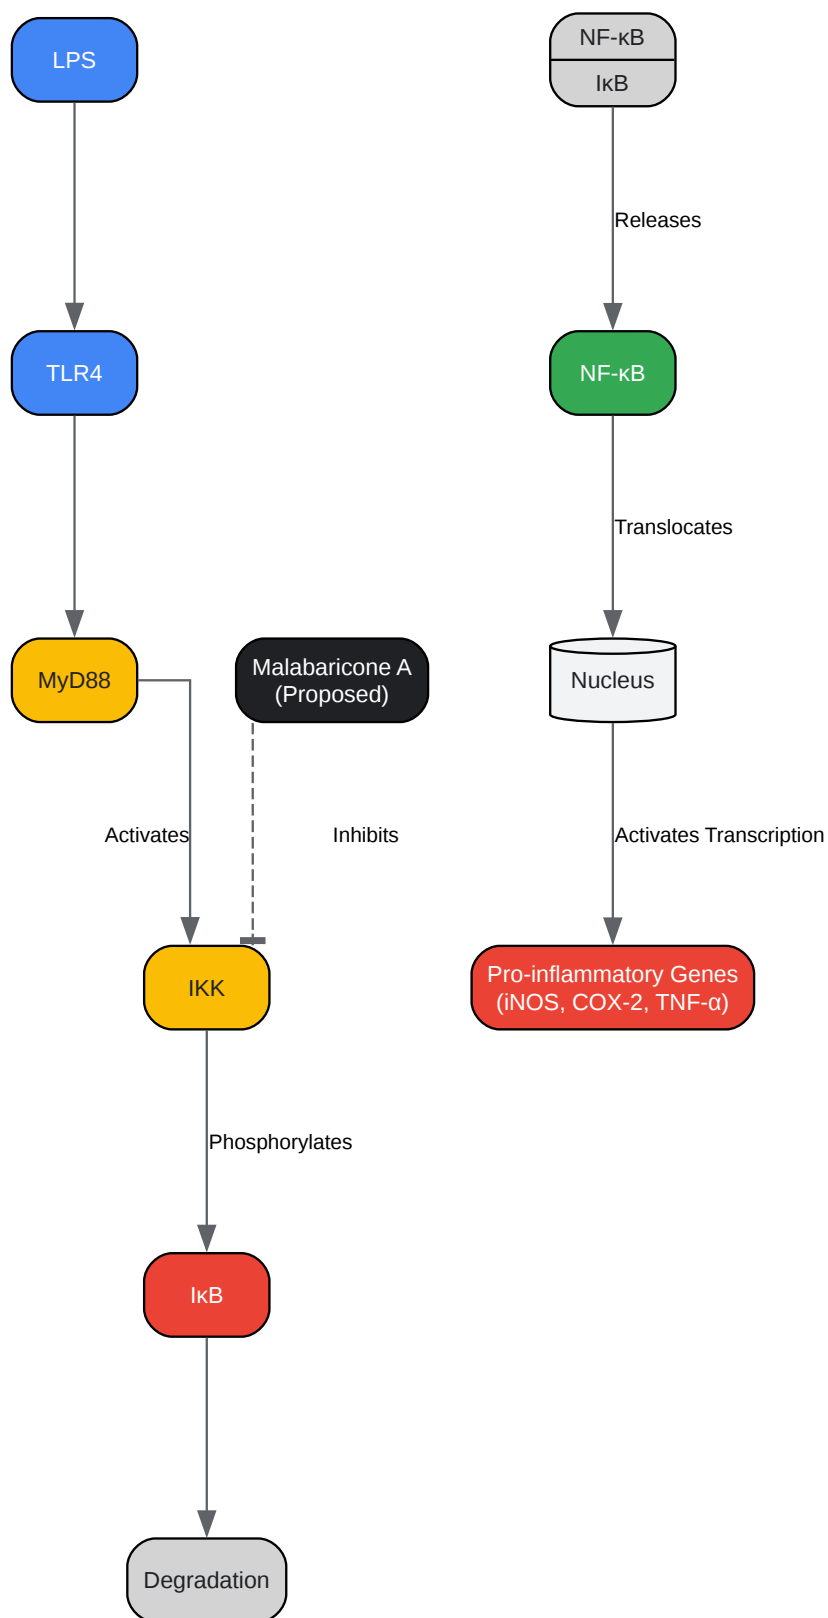 LPS
TLR4
MyD88
Malabaricone A
(Proposed)
Activates
Inhibits
IKK
Phosphorylates
IκB
Degradation
NF-κB
IκB
Releases
NF-κB
Translocates
Nucleus
Activates Transcription
Pro-inflammatory Genes
(iNOS, COX-2, TNF-α)